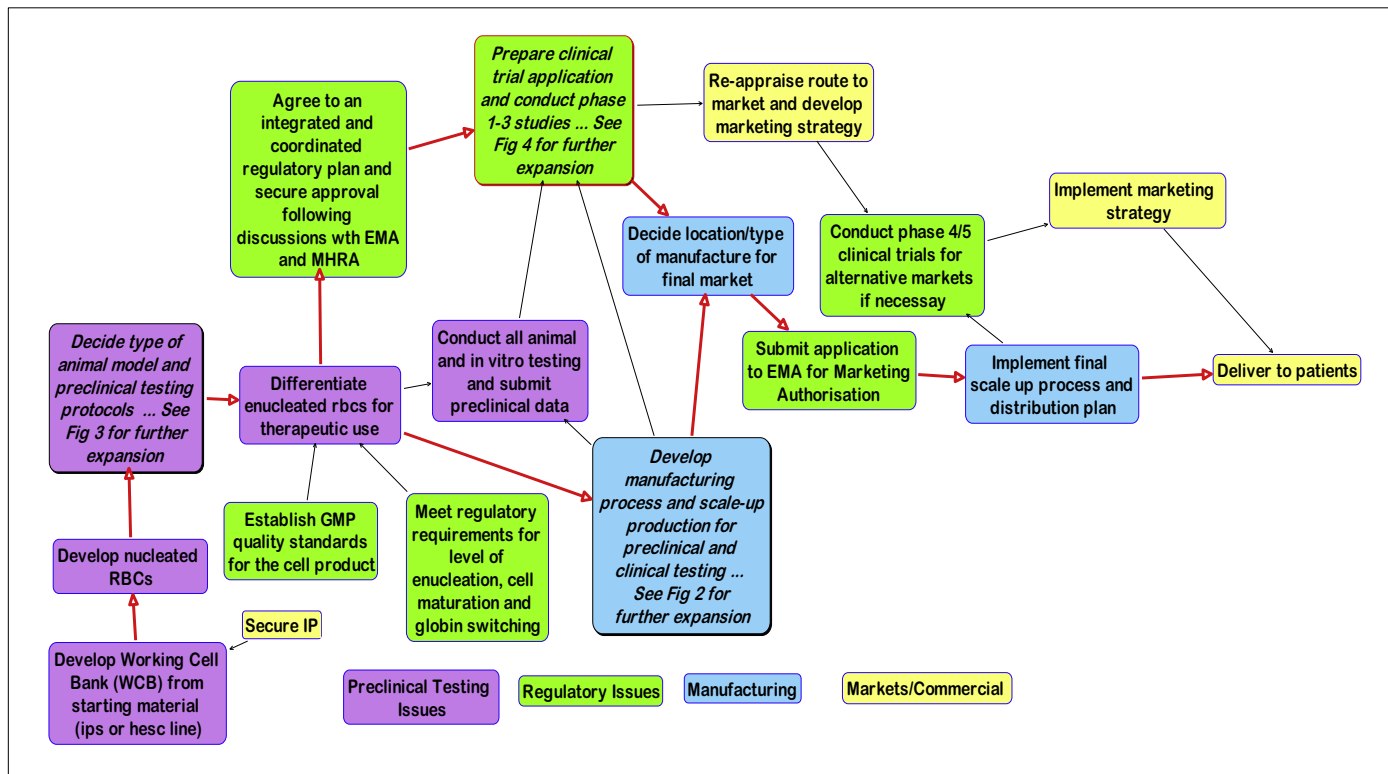 Prepare clinical
trial application
and conduct phase
1-3 studies ... See
Fig 4 for further
expansion
Re-appraise route to
market and develop
marketing strategy
Agree to an
integrated and
coordinated
regulatory plan and
secure approval
following
discussions wth EMA
and MHRA
Implement marketing
strategy
Decide location/type
of manufacture for
final market
Conduct phase 4/5
clinical trials for
alternative markets
if necessay
Decide type of
animal model and
preclinical testing
protocols ... See
Fig 3 for further
expansion
Conduct all animal
and in vitro testing
and submit
preclinical data
Submit application
to EMA for Marketing
Authorisation
Implement final
scale up process and
distribution plan
Deliver to patients
Differentiate
enucleated rbcs for
therapeutic use
Develop
manufacturing
process and scale-up
production for
preclinical and
clinical testing ...
See Fig 2 for
further expansion
Establish GMP
quality standards
for the cell product
Meet regulatory
requirements for
level of
enucleation, cell
maturation and
globin switching
Develop nucleated
RBCs
Secure IP
Develop Working Cell
Bank (WCB) from
starting material
(ips or hesc line)
Preclinical Testing
Issues
Regulatory Issues
Manufacturing
Markets/Commercial